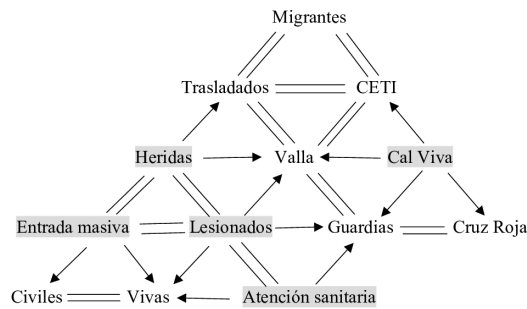 Migrantes
Trasladados CETI
Heridas Valla Cal Viva
Entrada masiva Lesionados Guardias Cruz Roja
Civiles Vivas Atención sanitaria